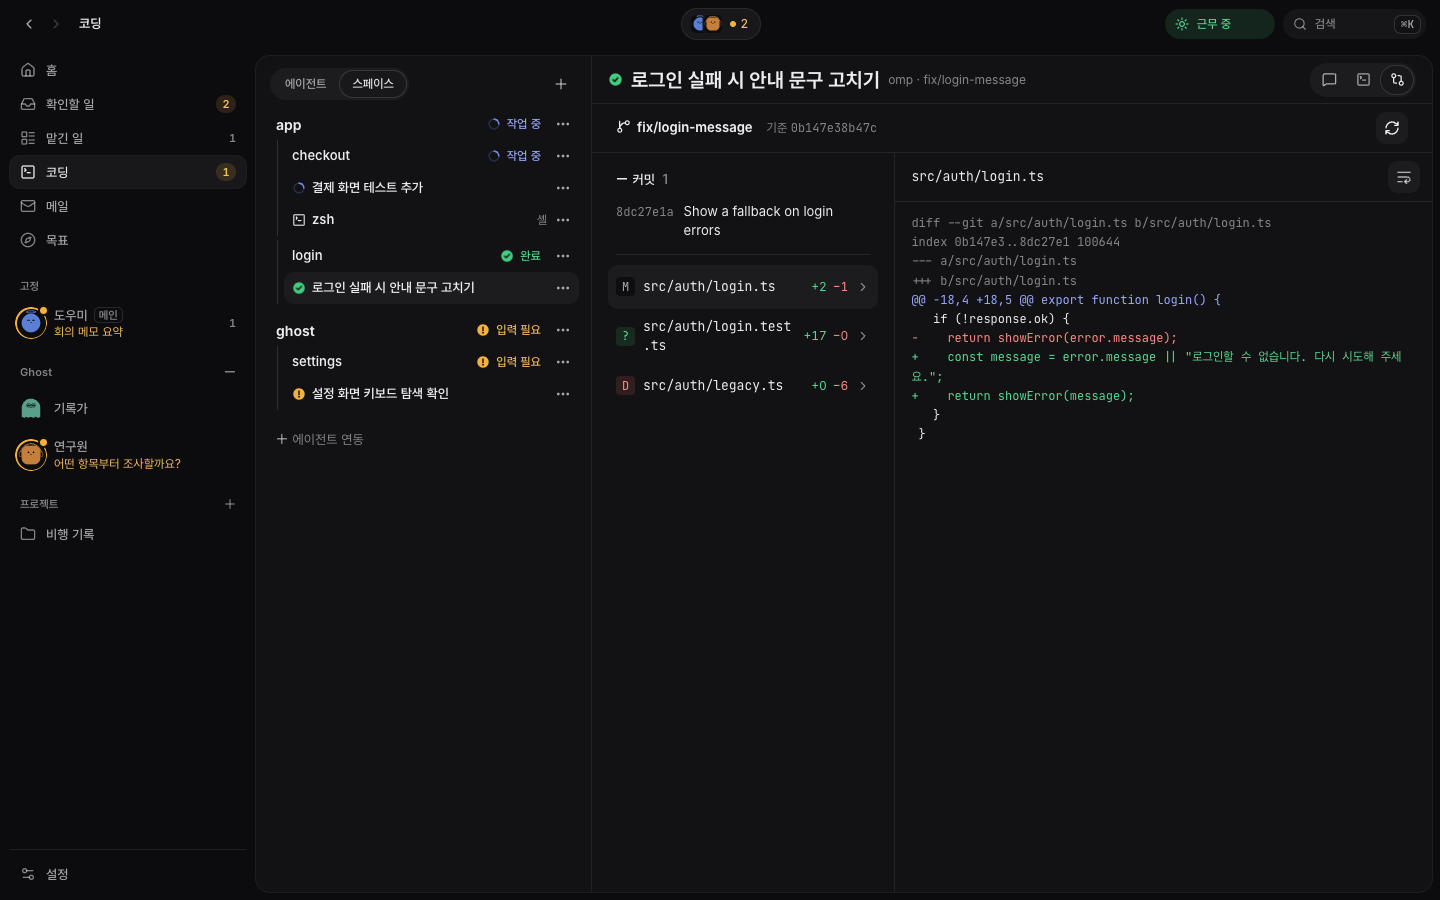 코딩
2
근무 중
검색
⌘K
홈
확인할 일
2
맡긴 일
1
코딩
1
메일
목표
고정
도우미
메인
회의 메모 요약
1
Ghost
기록가
연구원
어떤 항목부터 조사할까요?
프로젝트
비행 기록
설정
에이전트
스페이스
app
작업 중
checkout
작업 중
결제 화면 테스트 추가
zsh
셸
login
완료
로그인 실패 시 안내 문구 고치기
ghost
입력 필요
settings
입력 필요
설정 화면 키보드 탐색 확인
에이전트 연동
로그인 실패 시 안내 문구 고치기
omp · fix/login-message
fix/login-message
기준 0b147e38b47c
커밋 1
8dc27e1a
Show a fallback on login
errors
M
src/auth/login.ts
+2 −1
?
src/auth/login.test
.ts
+17 −0
D
src/auth/legacy.ts
+0 −6
src/auth/login.ts
diff --git a/src/auth/login.ts b/src/auth/login.ts
index 0b147e3..8dc27e1 100644
--- a/src/auth/login.ts
+++ b/src/auth/login.ts
@@ -18,4 +18,5 @@ export function login() {
if (!response.ok) {
-    return showError(error.message);
+    const message = error.message || "로그인할 수 없습니다. 다시 시도해 주세
요.";
+    return showError(message);
}
}